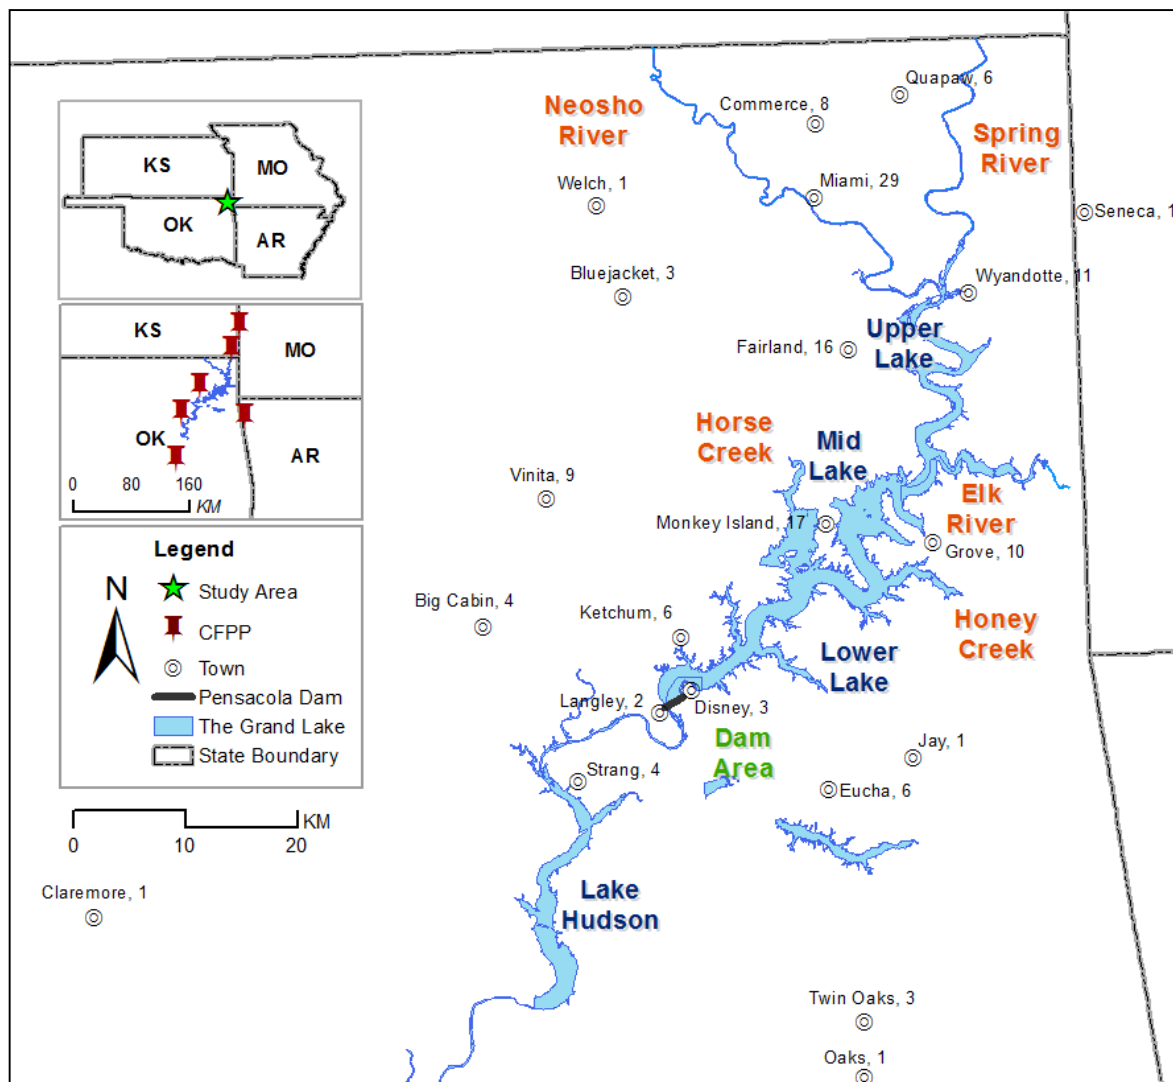 Quapaw, 6
Commerce, 8
Neosho
River
Spring
River
KS
MO
OK
AR
Welch, 1
Miami, 29
Seneca, 1
Bluejacket, 3
Wyandotte, 11
KS
MO
OK
AR
0 80 160
KM
Upper
Lake
Fairland, 16
Horse
Creek
Mid
Lake
Vinita, 9
Monkey Island, 17
Elk
River
Grove, 10
Legend
N
Study Area
CFPP
Town
Pensacola Dam
The Grand Lake
State Boundary
Big Cabin, 4
Ketchum, 6
Honey
Creek
Lower
Lake
Langley, 2
Disney, 3
Dam
Area
Jay, 1
Strang, 4
Eucha, 6
KM
0 10 20
Claremore, 1
Lake
Hudson
Twin Oaks, 3
Oaks, 1